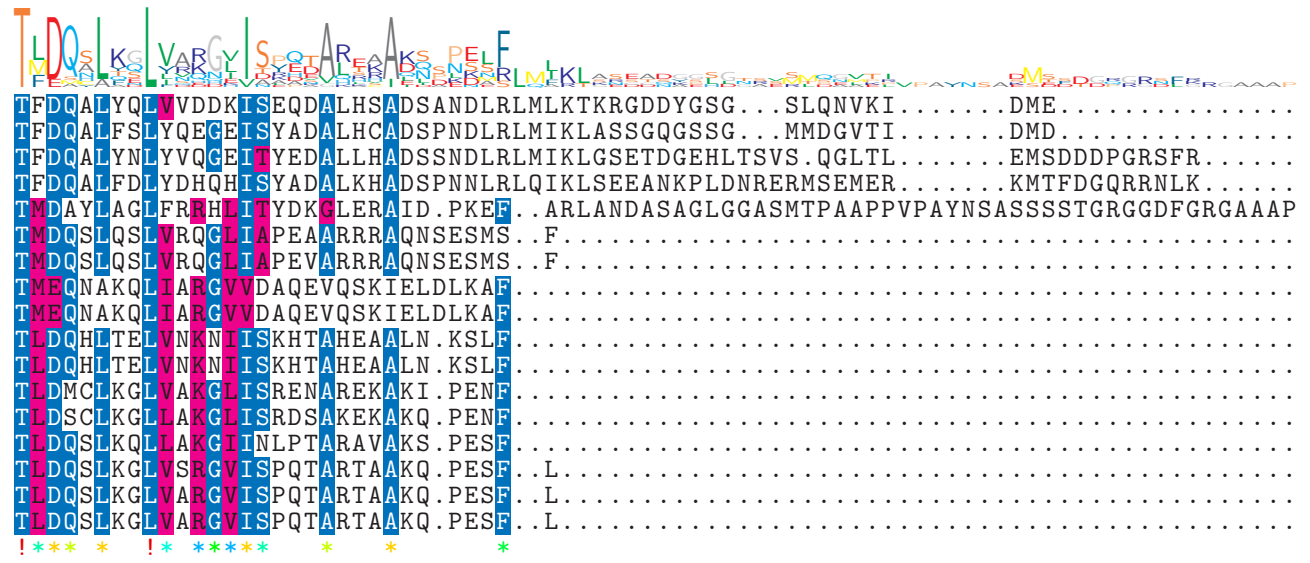 TFDQALYQLVVDDKISEQDALHSADSANDLRLMLKTKRGDDYGSG...SLQNVKI.......DME...............
TFDQALFSLYQEGEISYADALHCADSPNDLRLMIKLASSGQGSSG...MMDGVTI.......DMD...............
TFDQALYNLYVQGEITYEDALLHADSSNDLRLMIKLGSETDGEHLTSVS.QGLTL.......EMSDDDPGRSFR......
TFDQALFDLYDHQHISYADALKHADSPNNLRLQIKLSEEANKPLDNRERMSEMER.......KMTFDGQRRNLK......
TMDAYLAGLFRRHLITYDKGLERAID.PKEF..ARLANDASAGLGGASMTPAAPPVPAYNSASSSSTGRGGDFGRGAAAP
TMDQSLQSLVRQGLIAPEAARRRAQNSESMS..F..............................................
TMDQSLQSLVRQGLIAPEVARRRAQNSESMS..F..............................................
TMEQNAKQLIARGVVDAQEVQSKIELDLKAF.................................................
TMEQNAKQLIARGVVDAQEVQSKIELDLKAF.................................................
TLDQHLTELVNKNIISKHTAHEAALN.KSLF.................................................
TLDQHLTELVNKNIISKHTAHEAALN.KSLF.................................................
TLDMCLKGLVAKGLISRENAREKAKI.PENF.................................................
TLDSCLKGLLAKGLISRDSAKEKAKQ.PENF.................................................
TLDQSLKQLLAKGIINLPTARAVAKS.PESF.................................................
TLDQSLKGLVSRGVISPQTARTAAKQ.PESF..L..............................................
TLDQSLKGLVARGVISPQTARTAAKQ.PESF..L..............................................
TLDQSLKGLVARGVISPQTARTAAKQ.PESF..L..............................................
!*** *  !* *****   *   *      *